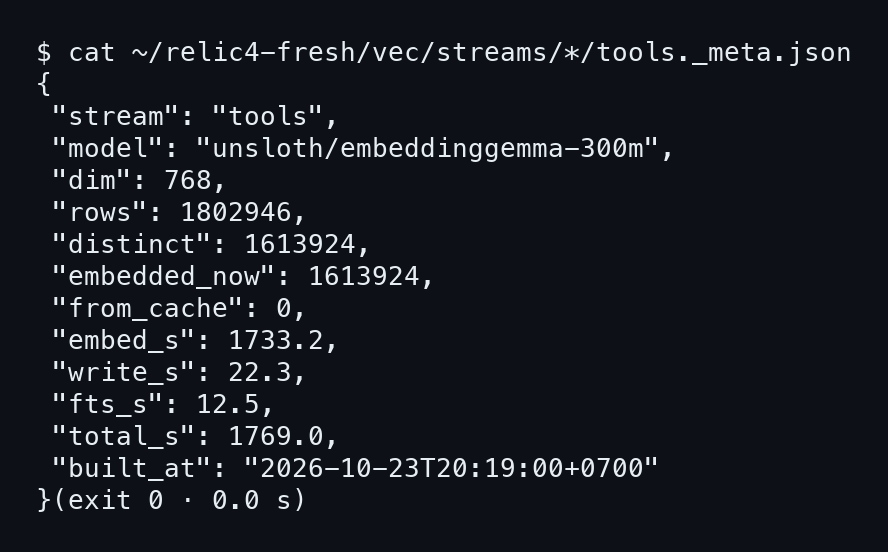 $ cat ~/relic4-fresh/vec/streams/*/tools._meta.json
{
 "stream": "tools",
 "model": "unsloth/embeddinggemma-300m",
 "dim": 768,
 "rows": 1802946,
 "distinct": 1613924,
 "embedded_now": 1613924,
 "from_cache": 0,
 "embed_s": 1733.2,
 "write_s": 22.3,
 "fts_s": 12.5,
 "total_s": 1769.0,
 "built_at": "2026-10-23T20:19:00+0700"
}(exit 0 · 0.0 s)